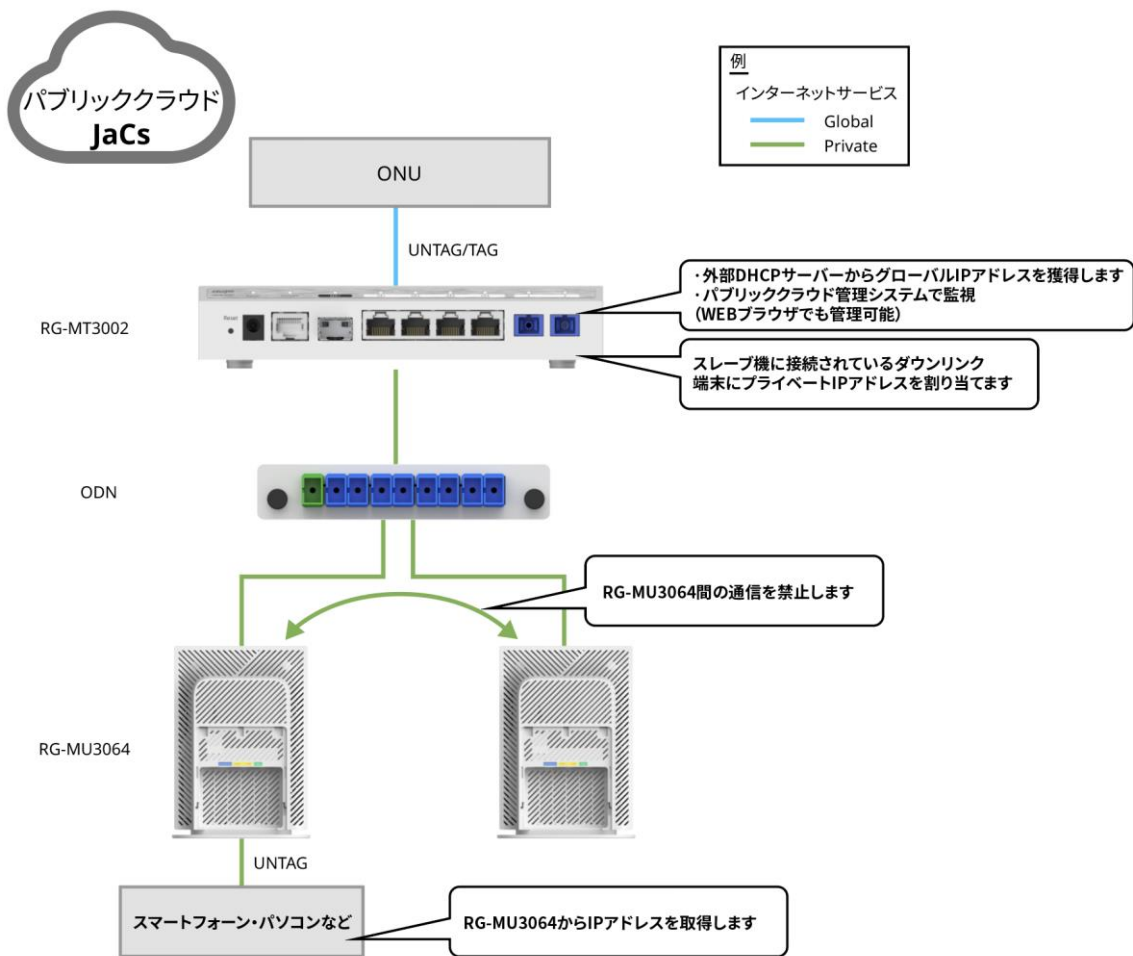 パブリッククラウド
JaCs
例
インターネットサービス
Global
Private
ONU
UNTAG/TAG
・外部DHCPサーバーからグローバルIPアドレスを獲得します
・パブリッククラウド管理システムで監視
（WEBブラウザでも管理可能）
RG-MT3002
Reset
スレーブ機に接続されているダウンリンク
端末にプライベートIPアドレスを割り当てます
ODN
RG-MU3064間の通信を禁止します
RG-MU3064
UNTAG
スマートフォーン・パソコンなど
RG-MU3064からIPアドレスを取得します